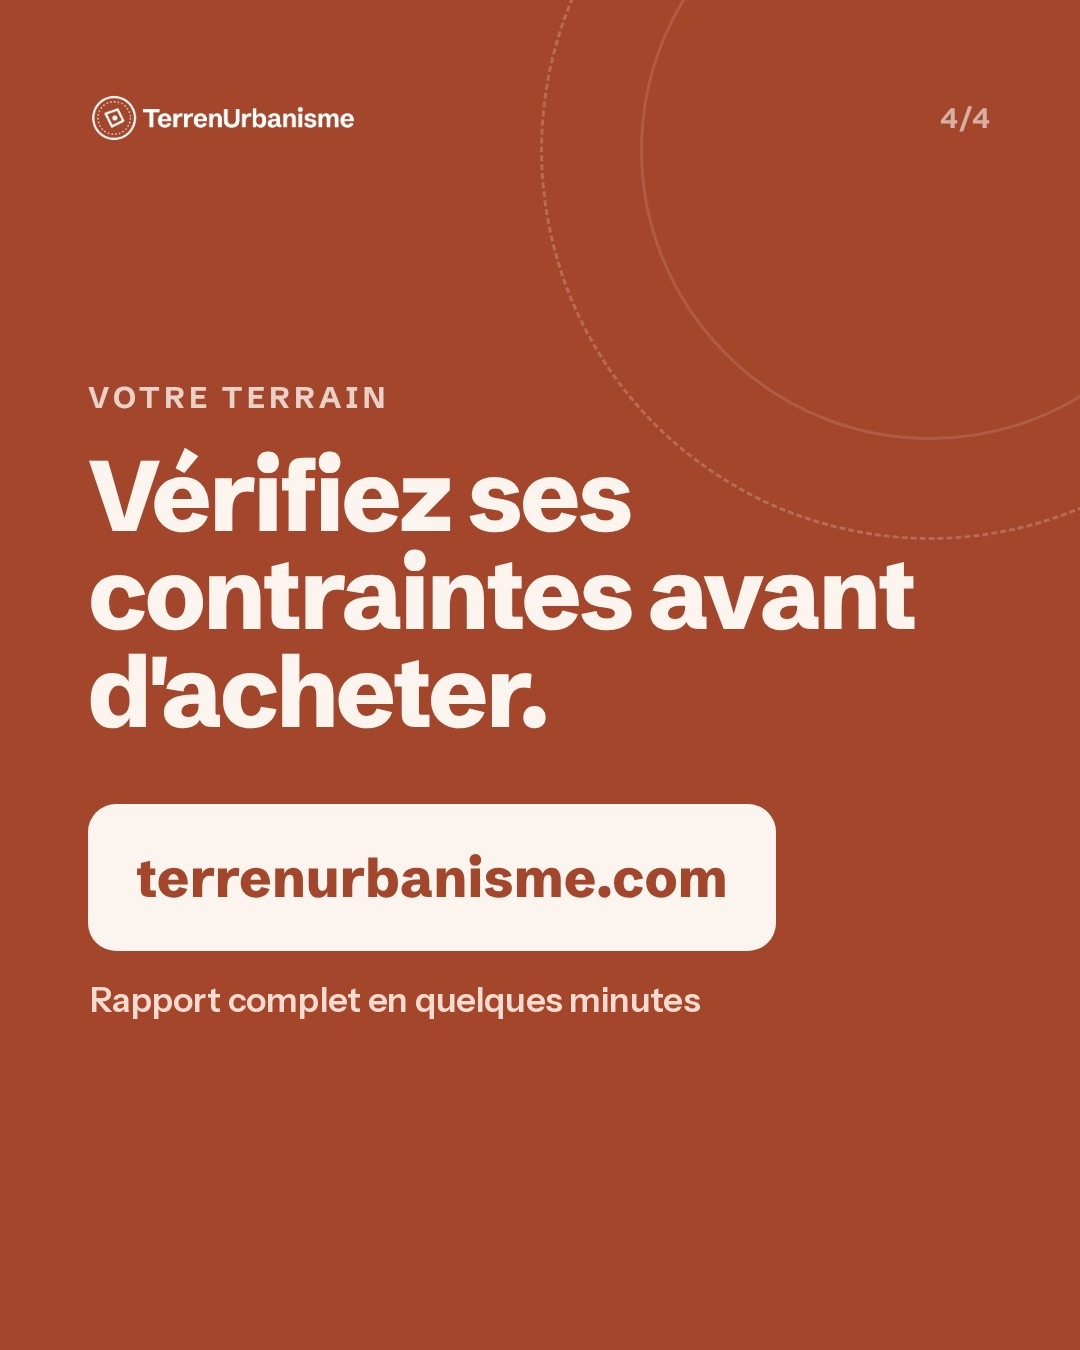 TerrenUrbanisme
4/4
VOTRE TERRAIN
Vérifiez ses
contraintes avant
d'acheter.
terrenurbanisme.com
Rapport complet en quelques minutes